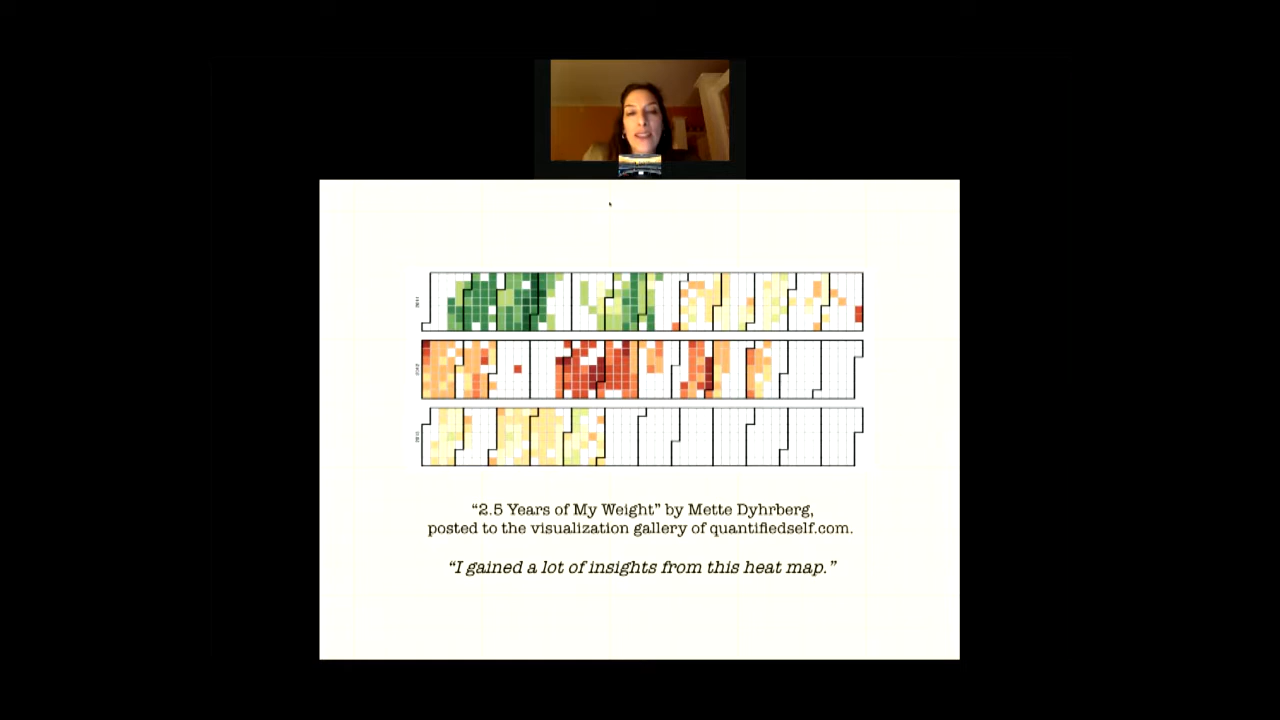 “2.5 Years of My Weight” by Mette Dyhrberg,
posted to the visualization gallery of quantifiedself.com.
“I gained a lot of insights from this heat map.”